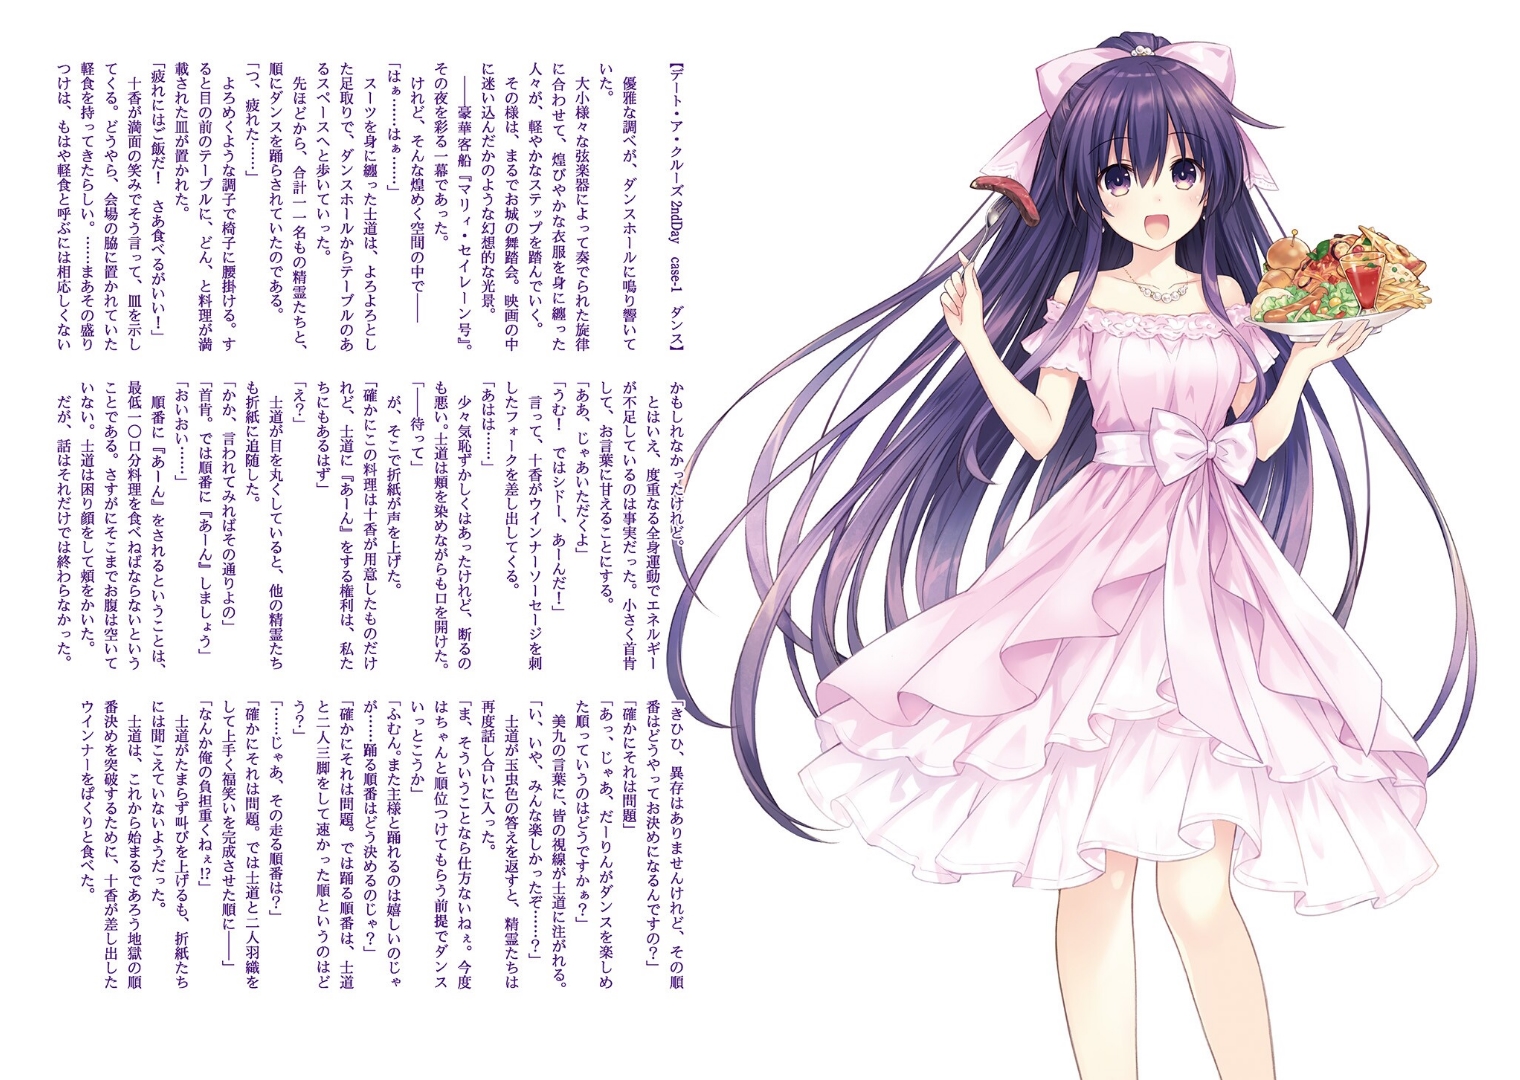 【デート・ア・クルーズ 2ndDay　case-1　ダンス】
　優雅な調べが、ダンスホールに鳴り響いて
いた。
　大小様々な弦楽器によって奏でられた旋律
に合わせて、煌びやかな衣服を身に纏った
人々が、軽やかなステップを踏んでいく。
　その様は、まるでお城の舞踏会。映画の中
に迷い込んだかのような幻想的な光景。
　――豪華客船『マリィ・セイレーン号』。
その夜を彩る一幕であった。
　けれど、そんな煌めく空間の中で――
「はぁ……はぁ……」
　スーツを身に纏った士道は、よろよろとし
た足取りで、ダンスホールからテーブルのあ
るスペースへと歩いていった。
　先ほどから、合計一一名もの精霊たちと、
順にダンスを踊らされていたのである。
「つ、疲れた……」
　よろめくような調子で椅子に腰掛ける。す
ると目の前のテーブルに、どん、と料理が満
載された皿が置かれた。
「疲れにはご飯だ！　さあ食べるがいい！」
　十香が満面の笑みでそう言って、皿を示し
てくる。どうやら、会場の脇に置かれていた
軽食を持ってきたらしい。……まあその盛り
つけは、もはや軽食と呼ぶには相応しくない
かもしれなかったけれど。
　とはいえ、度重なる全身運動でエネルギー
が不足しているのは事実だった。小さく首肯
して、お言葉に甘えることにする。
「ああ、じゃあいただくよ」
「うむ！　ではシドー、あーんだ！」
　言って、十香がウインナーソーセージを刺
したフォークを差し出してくる。
「あはは……」
　少々気恥ずかしくはあったけれど、断るの
も悪い。士道は頬を染めながらも口を開けた。
「――待って」
　が、そこで折紙が声を上げた。
「確かにこの料理は十香が用意したものだけ
れど、士道に『あーん』をする権利は、私た
ちにもあるはず」
「え？」
　士道が目を丸くしていると、他の精霊たち
も折紙に追随した。
「かか、言われてみればその通りよの」
「首肯。では順番に『あーん』しましょう」
「おいおい……」
　順番に『あーん』をされるということは、
最低一〇口分料理を食べねばならないという
ことである。さすがにそこまでお腹は空いて
いない。士道は困り顔をして頬をかいた。
　だが、話はそれだけでは終わらなかった。
「きひひ、異存はありませんけれど、その順
番はどうやってお決めになるんですの？」
「確かにそれは問題」
「あっ、じゃあ、だーりんがダンスを楽しめ
た順っていうのはどうですかぁ？」
　美九の言葉に、皆の視線が士道に注がれる。
「い、いや、みんな楽しかったぞ……？」
　士道が玉虫色の答えを返すと、精霊たちは
再度話し合いに入った。
「ま、そういうことなら仕方ないねぇ。今度
はちゃんと順位つけてもらう前提でダンス
いっとこうか」
「ふむん。また主様と踊れるのは嬉しいのじゃ
が……踊る順番はどう決めるのじゃ？」
「確かにそれは問題。では踊る順番は、士道
と二人三脚をして速かった順というのはど
う？」
「……じゃあ、その走る順番は？」
「確かにそれは問題。では士道と二人羽織を
して上手く福笑いを完成させた順に――」
「なんか俺の負担重くねぇ!?」
　士道がたまらず叫びを上げるも、折紙たち
には聞こえていないようだった。
　士道は、これから始まるであろう地獄の順
番決めを突破するために、十香が差し出した
ウインナーをぱくりと食べた。